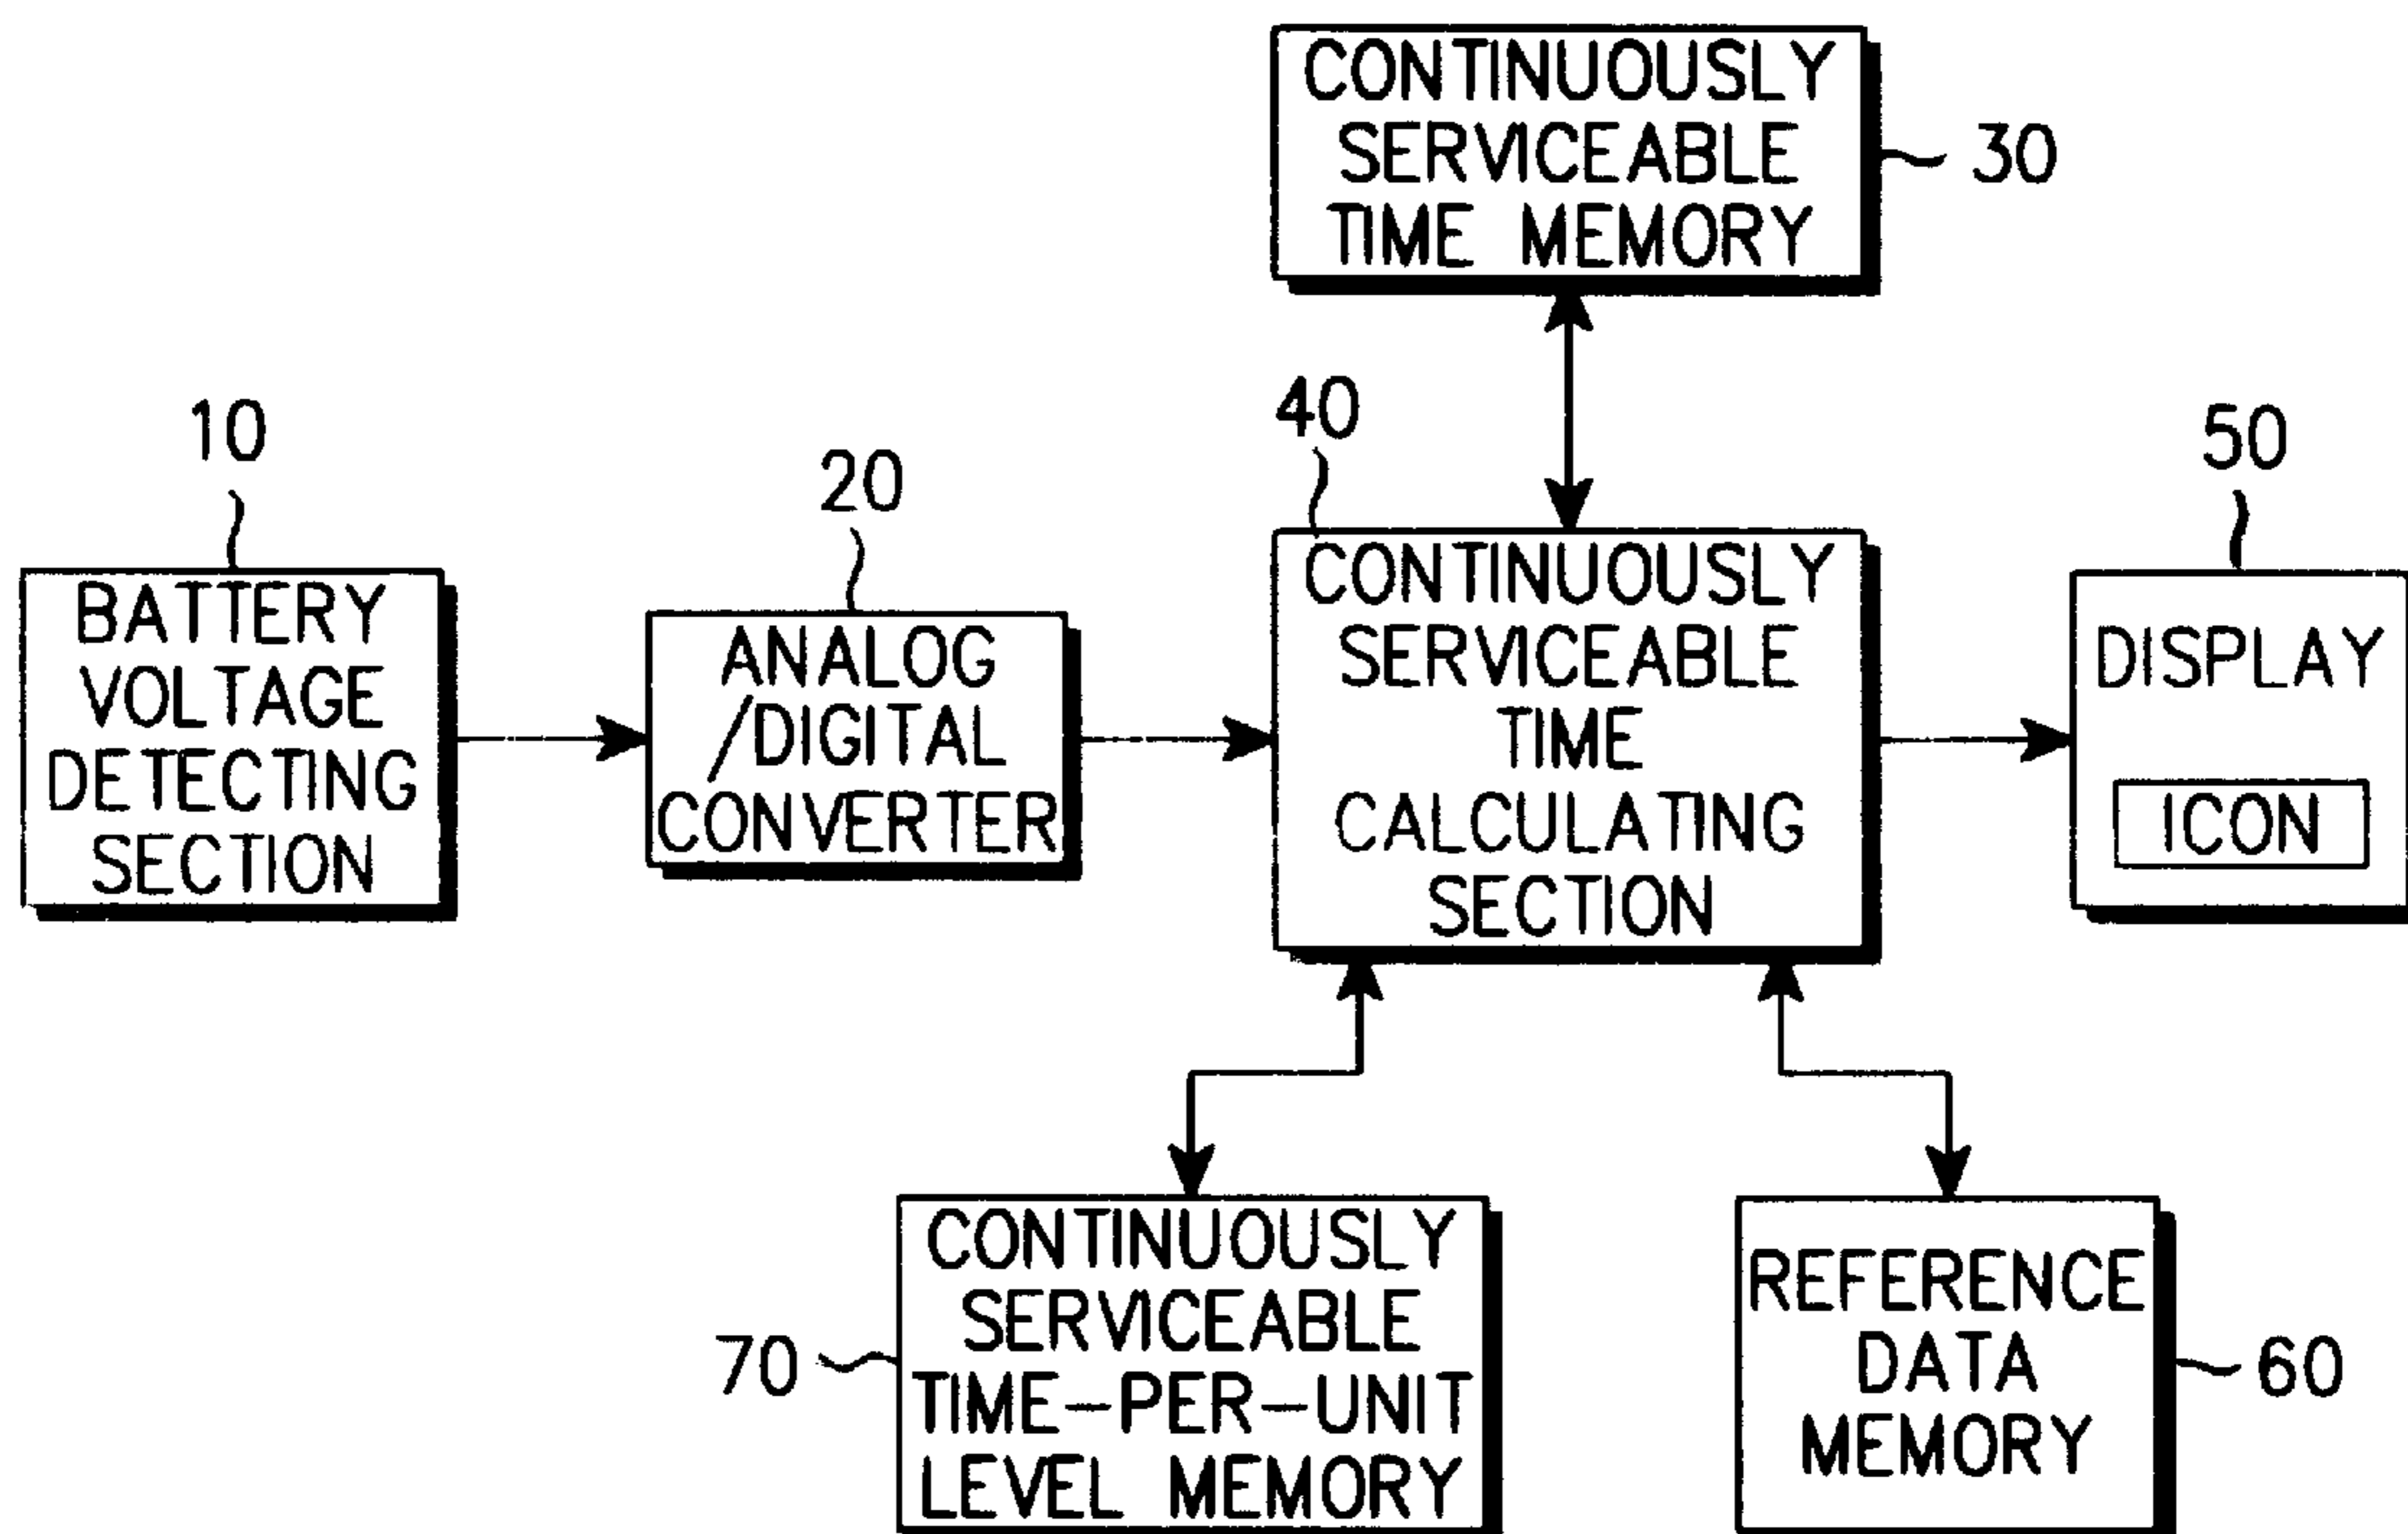 CONTINUOUSLY
SERVICEABLE
TIME MEMORY
30
10
BATTERY
VOLTAGE
DETECTING
SECTION
20
ANALOG
/DIGITAL
CONVERTER
40
CONTINUOUSLY
SERVICEABLE
TIME
CALCULATING
SECTION
50
DISPLAY
ICON
70
CONTINUOUSLY
SERVICEABLE
TIME-PER-UNIT
LEVEL MEMORY
REFERENCE
DATA
MEMORY
60